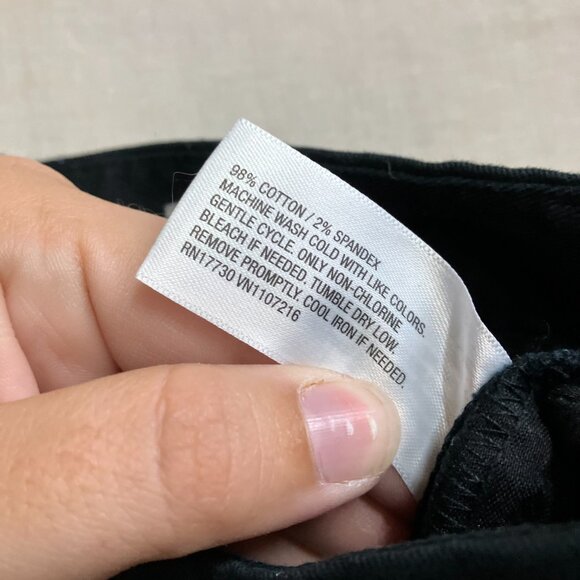 98% COTTON / 2% SPANDEX
MACHINE WASH COLD WITH LIKE COLORS.
GENTLE CYCLE. ONLY NON-CHLORINE
BLEACH IF NEEDED. TUMBLE DRY LOW.
REMOVE PROMPTLY. COOL IRON IF NEEDED.
RN17730 VN1107216